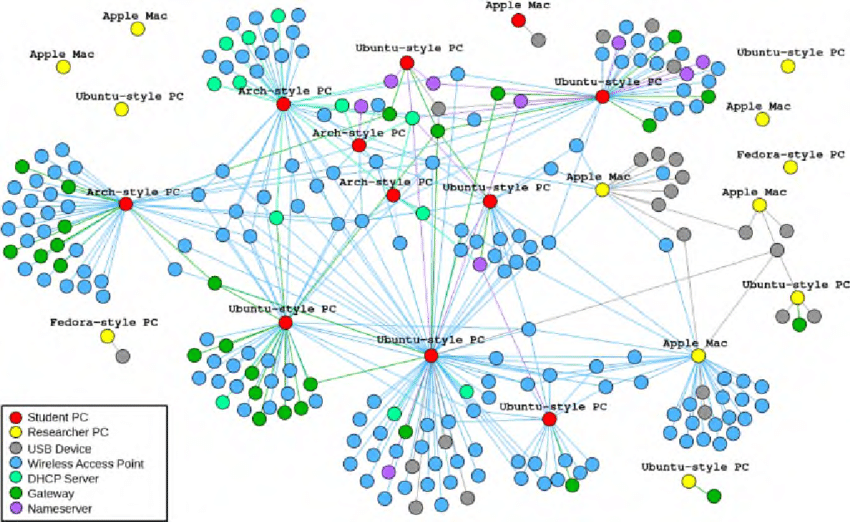 Apple Mac
Apple Mac
Apple Mac
Ubuntu-style PC
Ubuntu-style PC
Ubuntu-style PC
Arch-style PC
Ubuntu-style PC
Ubuntu-style PC
Apple Mac
Arch-style PC
Fedora-style PC
Arch-style PC
Apple Mac
Arch-style PC
Ubuntu-style PC
Apple Mac
Ubuntu-style PC
Ubuntu-style PC
Fedora-style PC
Ubuntu-style PC
Apple Mac
Ubuntu-style PC
Ubuntu-style PC
Student PC
Researcher PC
USB Device
Wireless Access Point
DHCP Server
Gateway
Nameserver